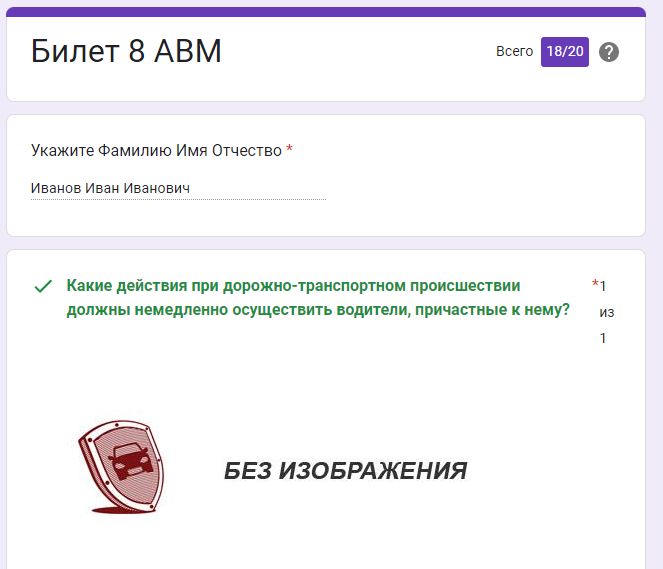 Билет 8 АВМ
Всего 18/20 ?
Укажите Фамилию Имя Отчество *
Иванов Иван Иванович
Какие действия при дорожно-транспортном происшествии
должны немедленно осуществить водители, причастные к нему?
*1
из
1
БЕЗ ИЗОБРАЖЕНИЯ